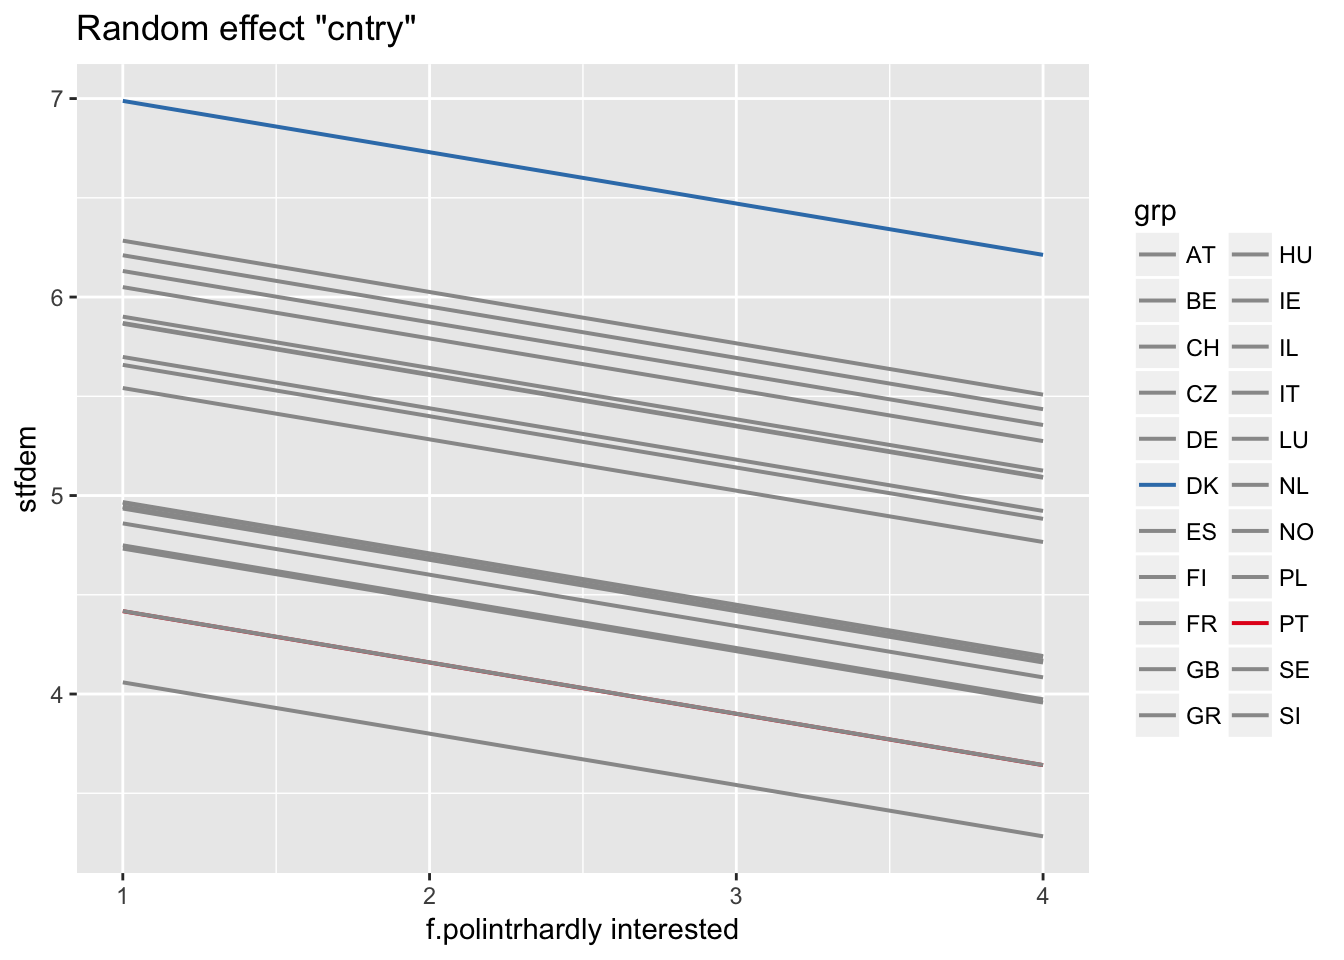 Random effect "cntry"
7
6
5
4
stfdem
1 2 3 4
f.polintrhardly interested
grp
AT HU
BE IE
CH IL
CZ IT
DE LU
DK NL
ES NO
FI PL
FR PT
GB SE
GR SI